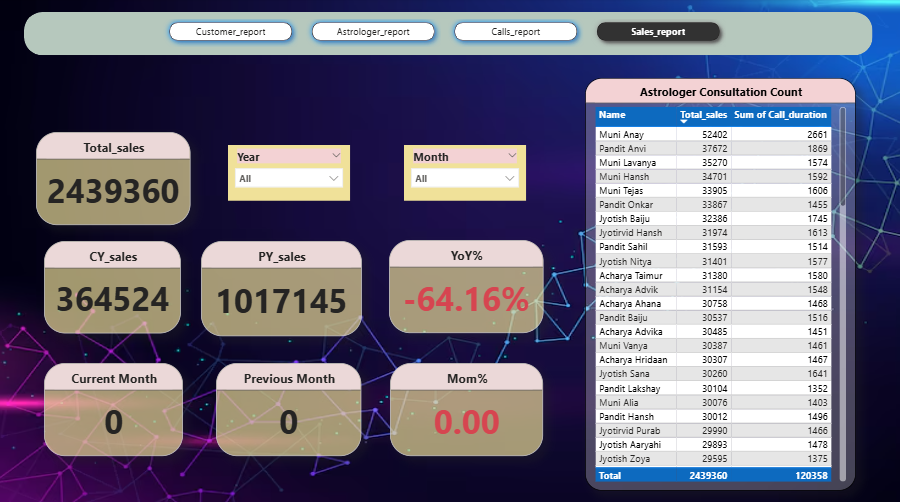 Customer_report Astrologer_report Calls_report Sales_report
Total_sales
2439360
Year
All
Month
All
CY_sales
364524
PY_sales
1017145
YoY%
-64.16%
Current Month
0
Previous Month
0
Mom%
0.00
Astrologer Consultation Count
Name Total_sales Sum of Call_duration
Muni Anay 52402 2661
Pandit Anvi 37672 1869
Muni Lavanya 35270 1574
Muni Hansh 34701 1592
Muni Tejas 33905 1606
Pandit Onkar 33867 1455
Jyotish Baiju 32386 1745
Jyotirvid Hansh 31974 1613
Pandit Sahil 31593 1514
Jyotish Nitya 31401 1577
Acharya Taimur 31380 1580
Acharya Advik 31154 1548
Acharya Ahana 30758 1468
Pandit Baiju 30537 1516
Acharya Advika 30485 1451
Muni Vanya 30387 1461
Acharya Hridaan 30307 1467
Jyotish Sana 30260 1641
Pandit Lakshay 30104 1352
Muni Alia 30076 1403
Pandit Hansh 30012 1496
Jyotirvid Purab 29990 1466
Jyotish Aaryahi 29893 1478
Jyotish Zoya 29595 1375
Total 2439360 120358